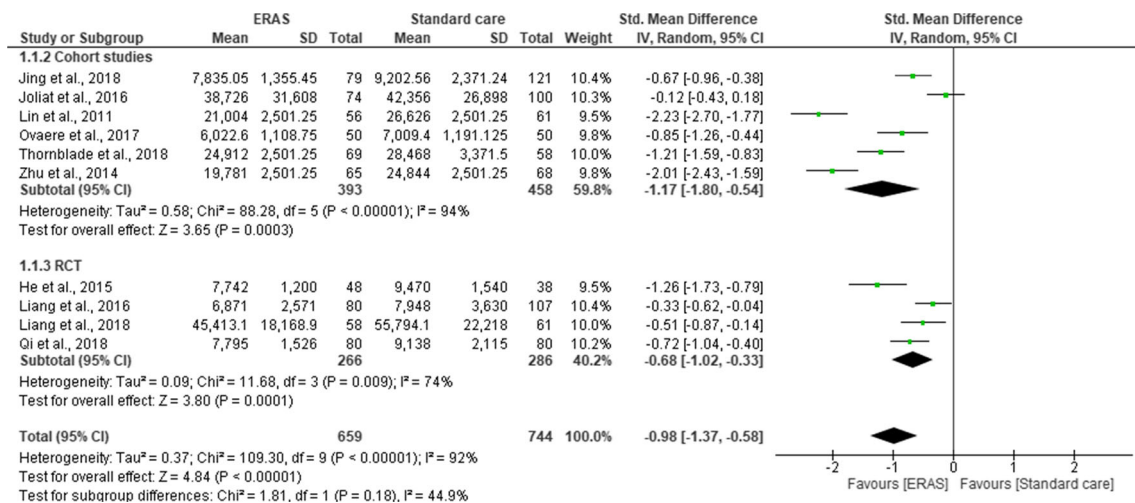 ERAS Standard care Std. Mean Difference Std. Mean Difference
Study or Subgroup Mean SD Total Mean SD Total Weight IV, Random, 95% CI IV, Random, 95% CI
1.1.2 Cohort studies
Jing et al., 2018 7,835.05 1,355.45 79 9,202.56 2,371.24 121 10.4% -0.67 [-0.96, -0.38]
Joliat et al., 2016 38,726 31,608 74 42,356 26,898 100 10.3% -0.12 [-0.43, 0.18]
Lin et al., 2011 21,004 2,501.25 56 26,626 2,501.25 61 9.5% -2.23 [-2.70, -1.77]
Ovaere et al., 2017 6,022.6 1,108.75 50 7,009.4 1,191.125 50 9.8% -0.85 [-1.26, -0.44]
Thornblade et al., 2018 24,912 2,501.25 69 28,468 3,371.5 58 10.0% -1.21 [-1.59, -0.83]
Zhu et al., 2014 19,781 2,501.25 65 24,844 2,501.25 68 9.8% -2.01 [-2.43, -1.59]
Subtotal (95% CI) 393 458 59.8% -1.17 [-1.80, -0.54]
Heterogeneity: Tau² = 0.58; Chi² = 88.28, df = 5 (P < 0.00001); I² = 94%
Test for overall effect: Z = 3.65 (P = 0.0003)
1.1.3 RCT
He et al., 2015 7,742 1,200 48 9,470 1,540 38 9.5% -1.26 [-1.73, -0.79]
Liang et al., 2016 6,871 2,571 80 7,948 3,630 107 10.4% -0.33 [-0.62, -0.04]
Liang et al., 2018 45,413.1 18,168.9 58 55,794.1 22,218 61 10.0% -0.51 [-0.87, -0.14]
Qi et al., 2018 7,795 1,526 80 9,138 2,115 80 10.2% -0.72 [-1.04, -0.40]
Subtotal (95% CI) 266 286 40.2% -0.68 [-1.02, -0.33]
Heterogeneity: Tau² = 0.09; Chi² = 11.68, df = 3 (P = 0.009); I² = 74%
Test for overall effect: Z = 3.80 (P = 0.0001)
Total (95% CI) 659 744 100.0% -0.98 [-1.37, -0.58]
Heterogeneity: Tau² = 0.37; Chi² = 109.30, df = 9 (P < 0.00001); I² = 92%
Test for overall effect: Z = 4.84 (P < 0.00001)
Test for subgroup differences: Chi² = 1.81, df = 1 (P = 0.18), I² = 44.9%
-2 -1 0 1 2
Favours [ERAS] Favours [Standard care]